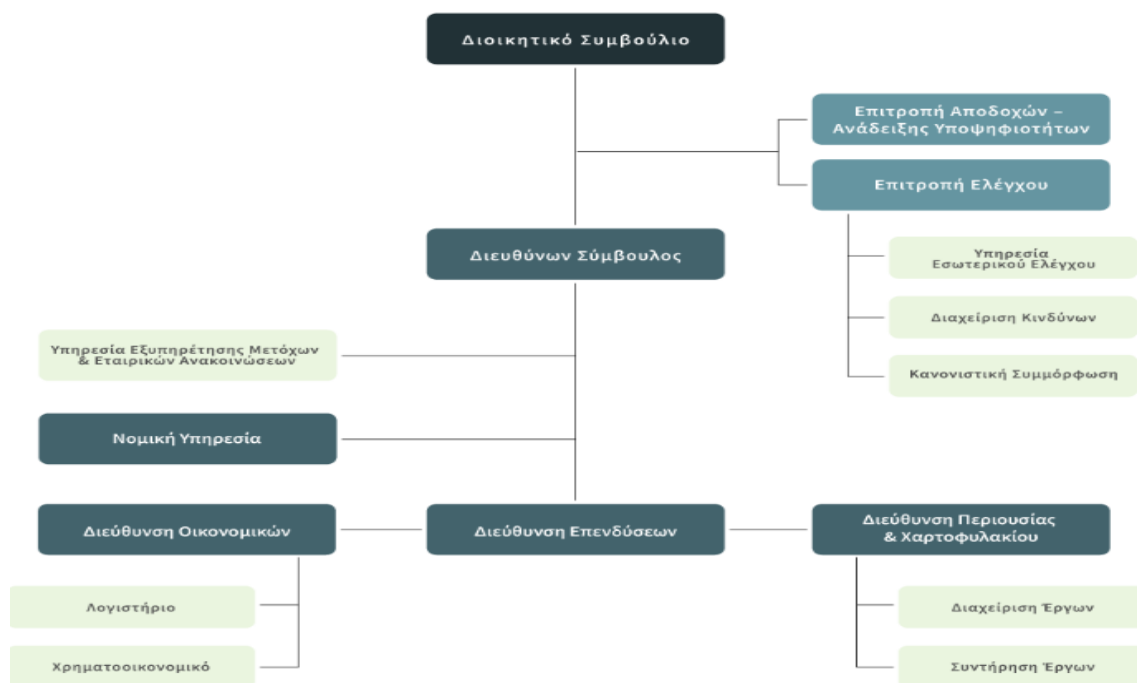 Διοικητικό Συμβούλιο
Επιτροπή Αποδοχών –
Ανάδειξης Υποψηφιοτήτων
Επιτροπή Ελέγχου
Διευθύνων Σύμβουλος
Υπηρεσία
Εσωτερικού Ελέγχου
Διαχείριση Κινδύνων
Υπηρεσία Εξυπηρέτησης Μετόχων
& Εταιρικών Ανακοινώσεων
Κανονιστική Συμμόρφωση
Νομική Υπηρεσία
Διεύθυνση Οικονομικών
Διεύθυνση Επενδύσεων
Διεύθυνση Περιουσίας
& Χαρτοφυλακίου
Λογιστήριο
Διαχείριση Έργων
Χρηματοοικονομικό
Συντήρηση Έργων